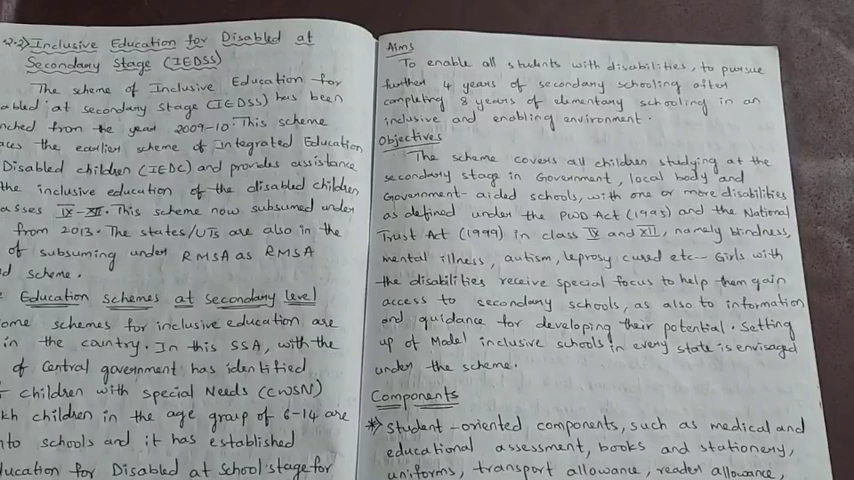 2.2) Inclusive Education for Disabled at
Secondary Stage (IEDSS)
The scheme of Inclusive Education for
abled at secondary stage (IEDSS) has been
nched from the year 2009-10. This scheme
aces the earlier scheme of Integrated Education
Disabled children (IEDC) and provides assistance
the inclusive education of the disabled children
asses IX-XII. This scheme now subsumed under
from 2013. The states/UTs are also in the
of subsuming under RMSA as RMSA
d scheme.
e Education schemes at secondary level
ome schemes for inclusive education are
in the country. In this SSA, with the
of Central government has identified
r children with special Needs (CWSN)
kh children in the age group of 6-14 are
nto schools and it has established
ducation for Disabled at School stage for
Aims
To enable all students with disabilities, to pursue
further 4 years of secondary schooling after
completing 8 years of elementary schooling in an
inclusive and enabling environment.
Objectives
The scheme covers all children studying at the
secondary stage in Government, local body and
Government-aided schools, with one or more disabilities
as defined under the PWD Act (1995) and the National
Trust Act (1999) in class IX and XII, namely blindness,
mental illness, autism, leprosy cured etc-- Girls with
the disabilities receive special focus to help them gain
access to secondary schools, as also to information
and guidance for developing their potential. Setting
up of Model inclusive schools in every state is envisaged
under the scheme.
Components
* Student-oriented components, such as medical and
educational assessment, books and stationery,
uniforms, transport allowance, reader allowance,